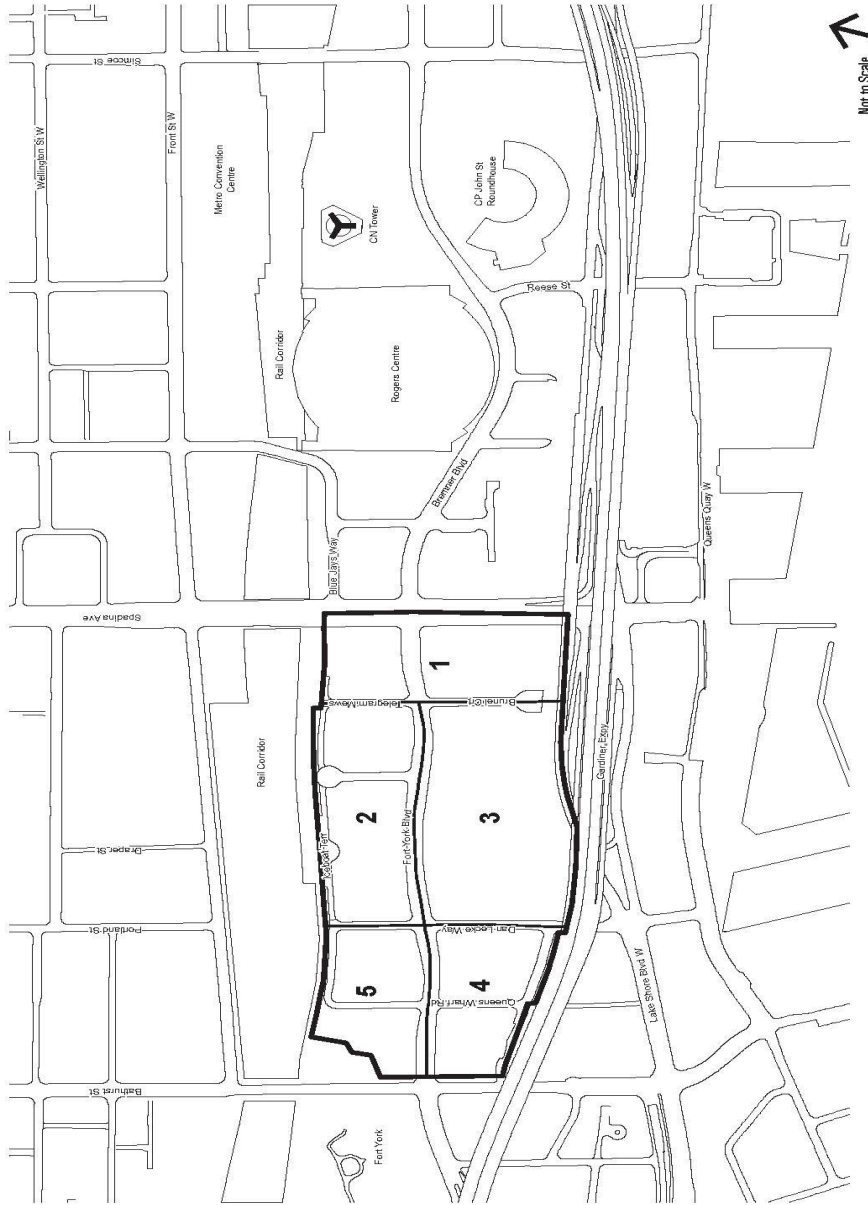 Simcoe St
Wellington St W
Front St W
Metro Convention
Centre
CN Tower
CP John St
Roundhouse
Not to Scale
Reese St
Rail Corridor
Rogers Centre
Bremner Blvd
Blue Jays Way
Queens Quay W
Spadina Ave
1
Telegram Mews
Brunel Crt
Rail Corridor
Gardiner Expy
2
3
Iceboat Terr
Fort York Blvd
Draper St
Portland St
Dan Leckie Way
5
4
Queens Wharf Rd
Lake Shore Blvd W
Bathurst St
Fort York